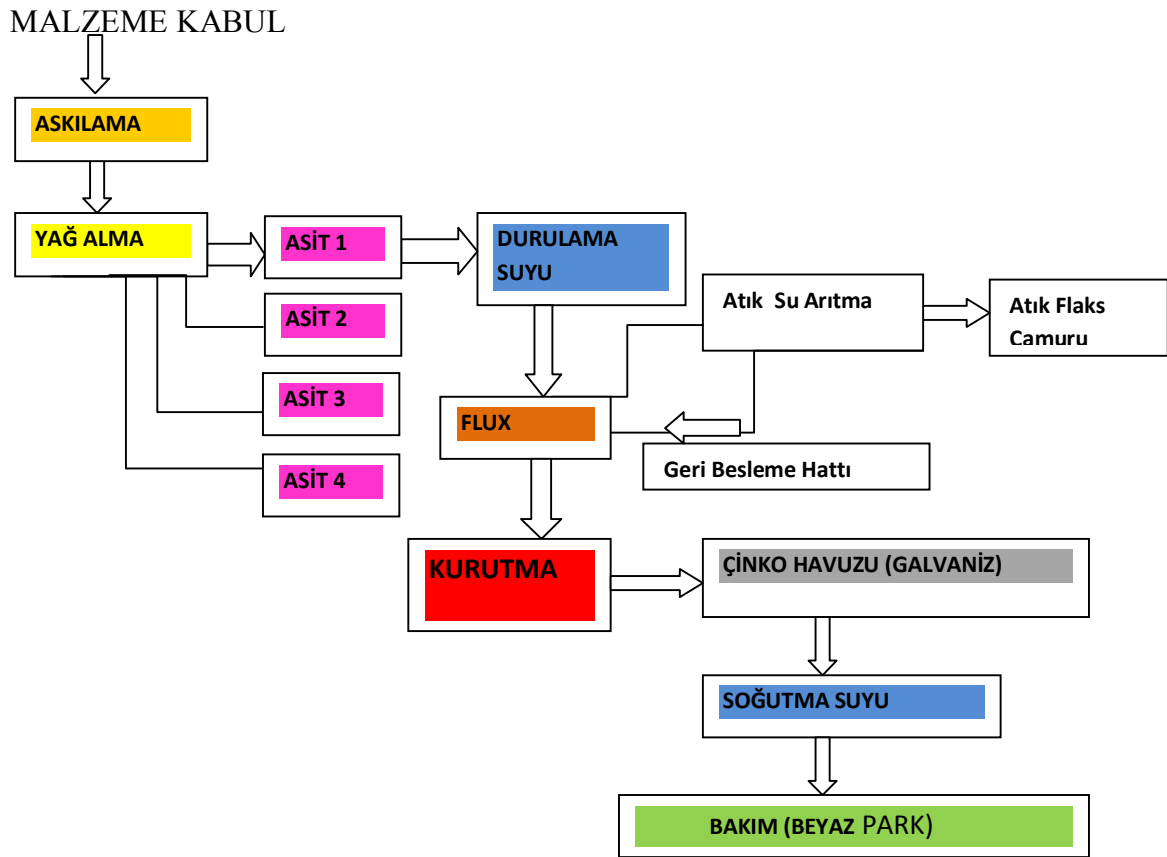 MALZEME KABUL
ASKILAMA
YAĞ ALMA
ASİT 1
DURULAMA
SUYU
ASİT 2
ASİT 3
ASİT 4
Atık Su Arıtma
Atık Flaks
Camuru
FLUX
Geri Besleme Hattı
KURUTMA
ÇİNKO HAVUZU (GALVANİZ)
SOĞUTMA SUYU
BAKIM (BEYAZ PARK)